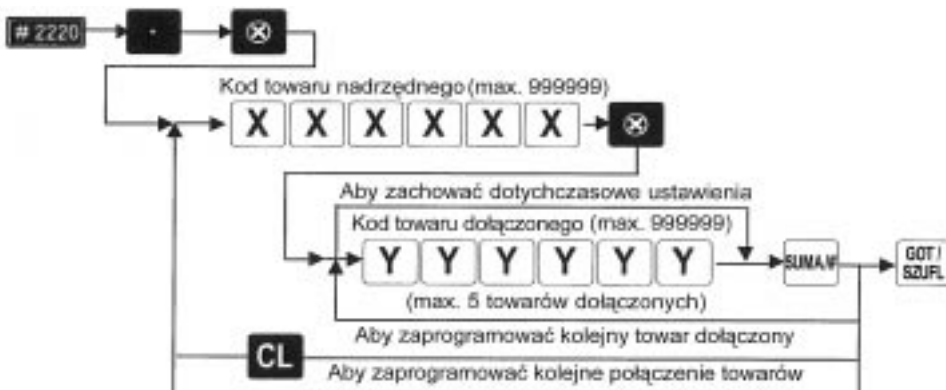 # 2220 . ⊗
Kod towaru nadrzędnego (max. 999999)
X X X X X X ⊗
Aby zachować dotychczasowe ustawienia
Kod towaru dołączonego (max. 999999)
Y Y Y Y Y Y SUMA/# GOT /
SZUFL
(max. 5 towarów dołączonych)
Aby zaprogramować kolejny towar dołączony
CL
Aby zaprogramować kolejne połączenie towarów